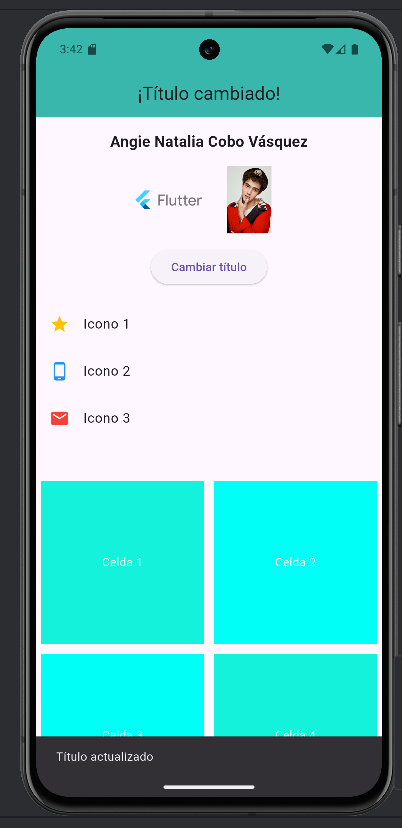 3:42
¡Título cambiado!
Angie Natalia Cobo Vásquez
Flutter
Cambiar título
Icono 1
Icono 2
Icono 3
Celda 1
Celda 2
Celda 3
Celda 4
Título actualizado